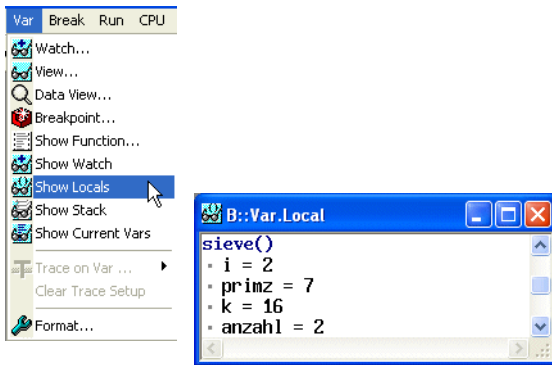 Var Break Run CPU
Watch...
View...
Data View...
Breakpoint...
Show Function...
Show Watch
Show Locals
Show Stack
Show Current Vars
Trace on Var ...
Clear Trace Setup
Format...
B::Var.Local
sieve()
i = 2
primz = 7
k = 16
anzahl = 2